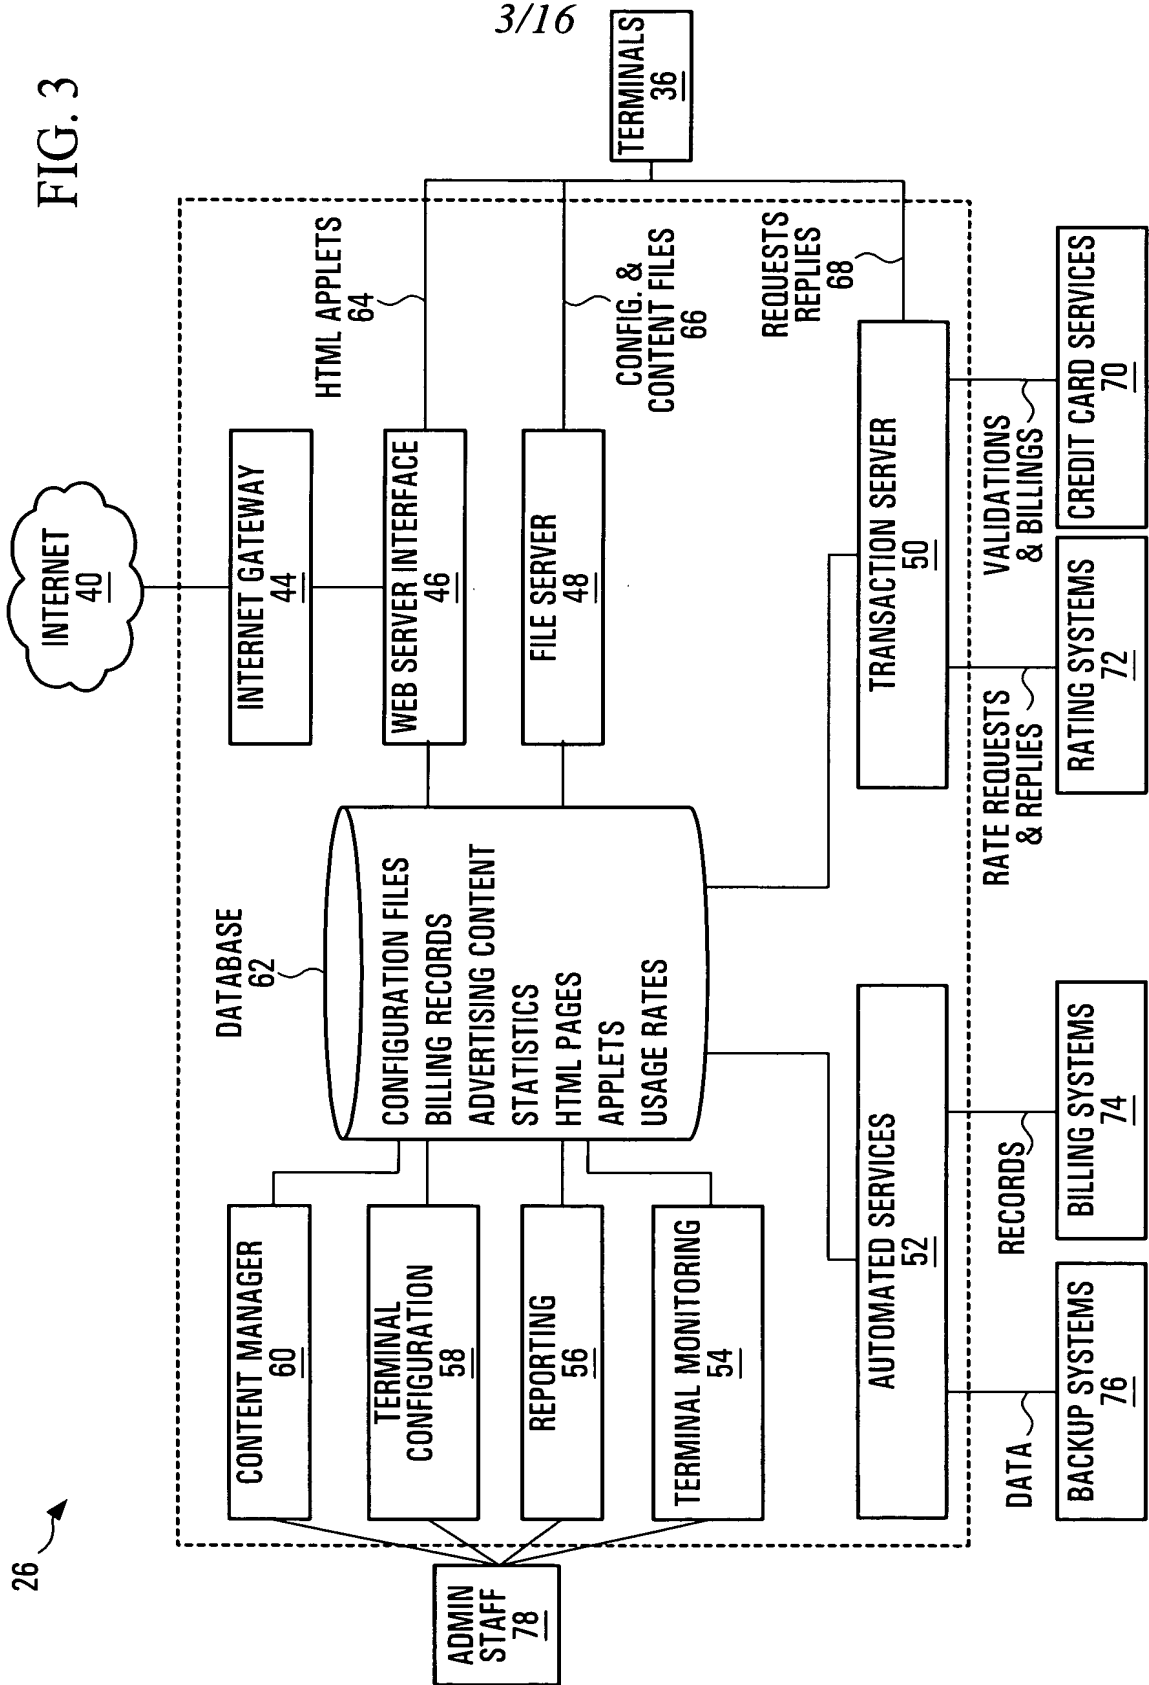 3/16
FIG. 3
26
INTERNET
40
INTERNET GATEWAY
44
WEB SERVER INTERFACE
46
FILE SERVER
48
HTML APPLETS
64
CONFIG. &
CONTENT FILES
66
REQUESTS
REPLIES
68
TERMINALS
36
DATABASE
62
CONFIGURATION FILES
BILLING RECORDS
ADVERTISING CONTENT
STATISTICS
HTML PAGES
APPLETS
USAGE RATES
CONTENT MANAGER
60
TERMINAL
CONFIGURATION
58
REPORTING
56
TERMINAL MONITORING
54
ADMIN
STAFF
78
AUTOMATED SERVICES
52
TRANSACTION SERVER
50
DATA
RECORDS
RATE REQUESTS
& REPLIES
VALIDATIONS
& BILLINGS
BACKUP SYSTEMS
76
BILLING SYSTEMS
74
RATING SYSTEMS
72
CREDIT CARD SERVICES
70